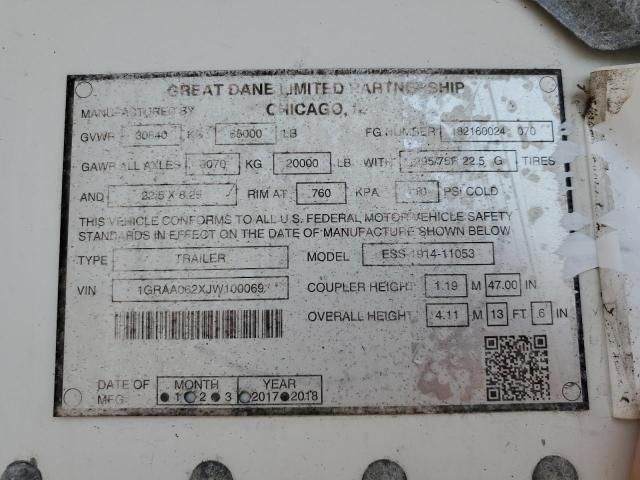 GREAT DANE LIMITED PARTNERSHIP
MANUFACTURED BY CHICAGO, IL
GVWR 30840 KG 68000 LB FG NUMBER 182160024 070
GAWR ALL AXLES 9070 KG 20000 LB WITH 295/75R 22.5 G TIRES
AND 22.5 X 8.25 RIM AT 760 KPA PSI COLD
THIS VEHICLE CONFORMS TO ALL U.S. FEDERAL MOTOR VEHICLE SAFETY
STANDARDS IN EFFECT ON THE DATE OF MANUFACTURE SHOWN BELOW
TYPE TRAILER MODEL ESS-1914-11053
VIN 1GRAA062XJW100069 COUPLER HEIGHT 1.19 M 47.00 IN
OVERALL HEIGHT 4.11 M 13 FT 6 IN
DATE OF MONTH YEAR
MFG 1 2 3 2017 2018